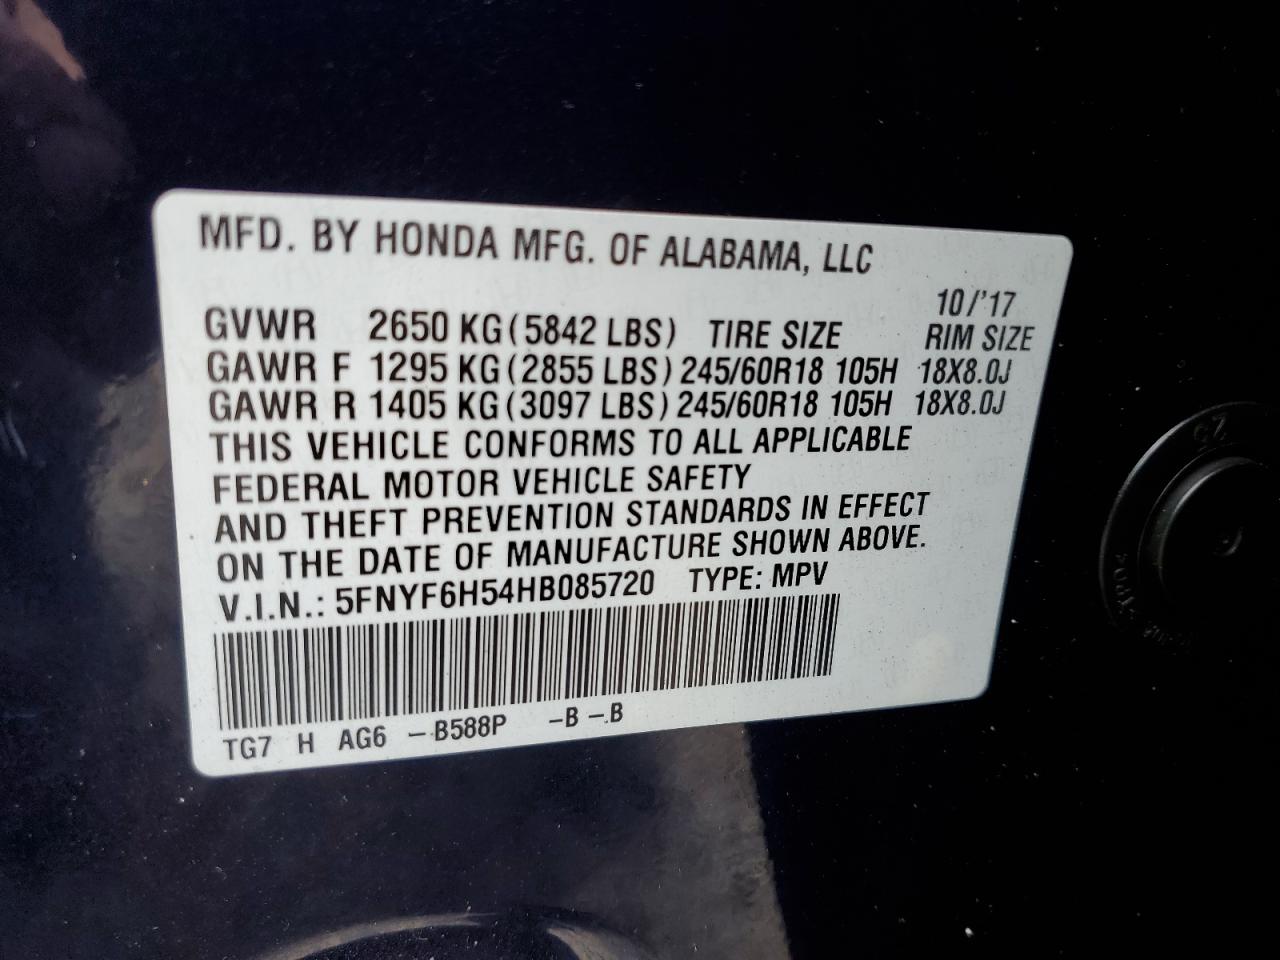 MFD. BY HONDA MFG. OF ALABAMA, LLC
10/'17
GVWR 2650 KG (5842 LBS) TIRE SIZE RIM SIZE
GAWR F 1295 KG (2855 LBS) 245/60R18 105H 18X8.0J
GAWR R 1405 KG (3097 LBS) 245/60R18 105H 18X8.0J
THIS VEHICLE CONFORMS TO ALL APPLICABLE
FEDERAL MOTOR VEHICLE SAFETY
AND THEFT PREVENTION STANDARDS IN EFFECT
ON THE DATE OF MANUFACTURE SHOWN ABOVE.
V.I.N.: 5FNYF6H54HB085720 TYPE: MPV
TG7 H AG6 -B588P -B -.B